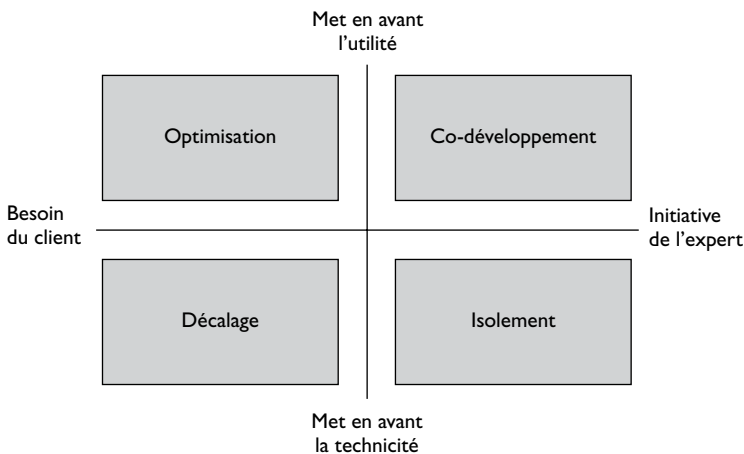 Met en avant
l’utilité
Optimisation
Co-développement
Besoin
du client
Initiative
de l’expert
Décalage
Isolement
Met en avant
la technicité